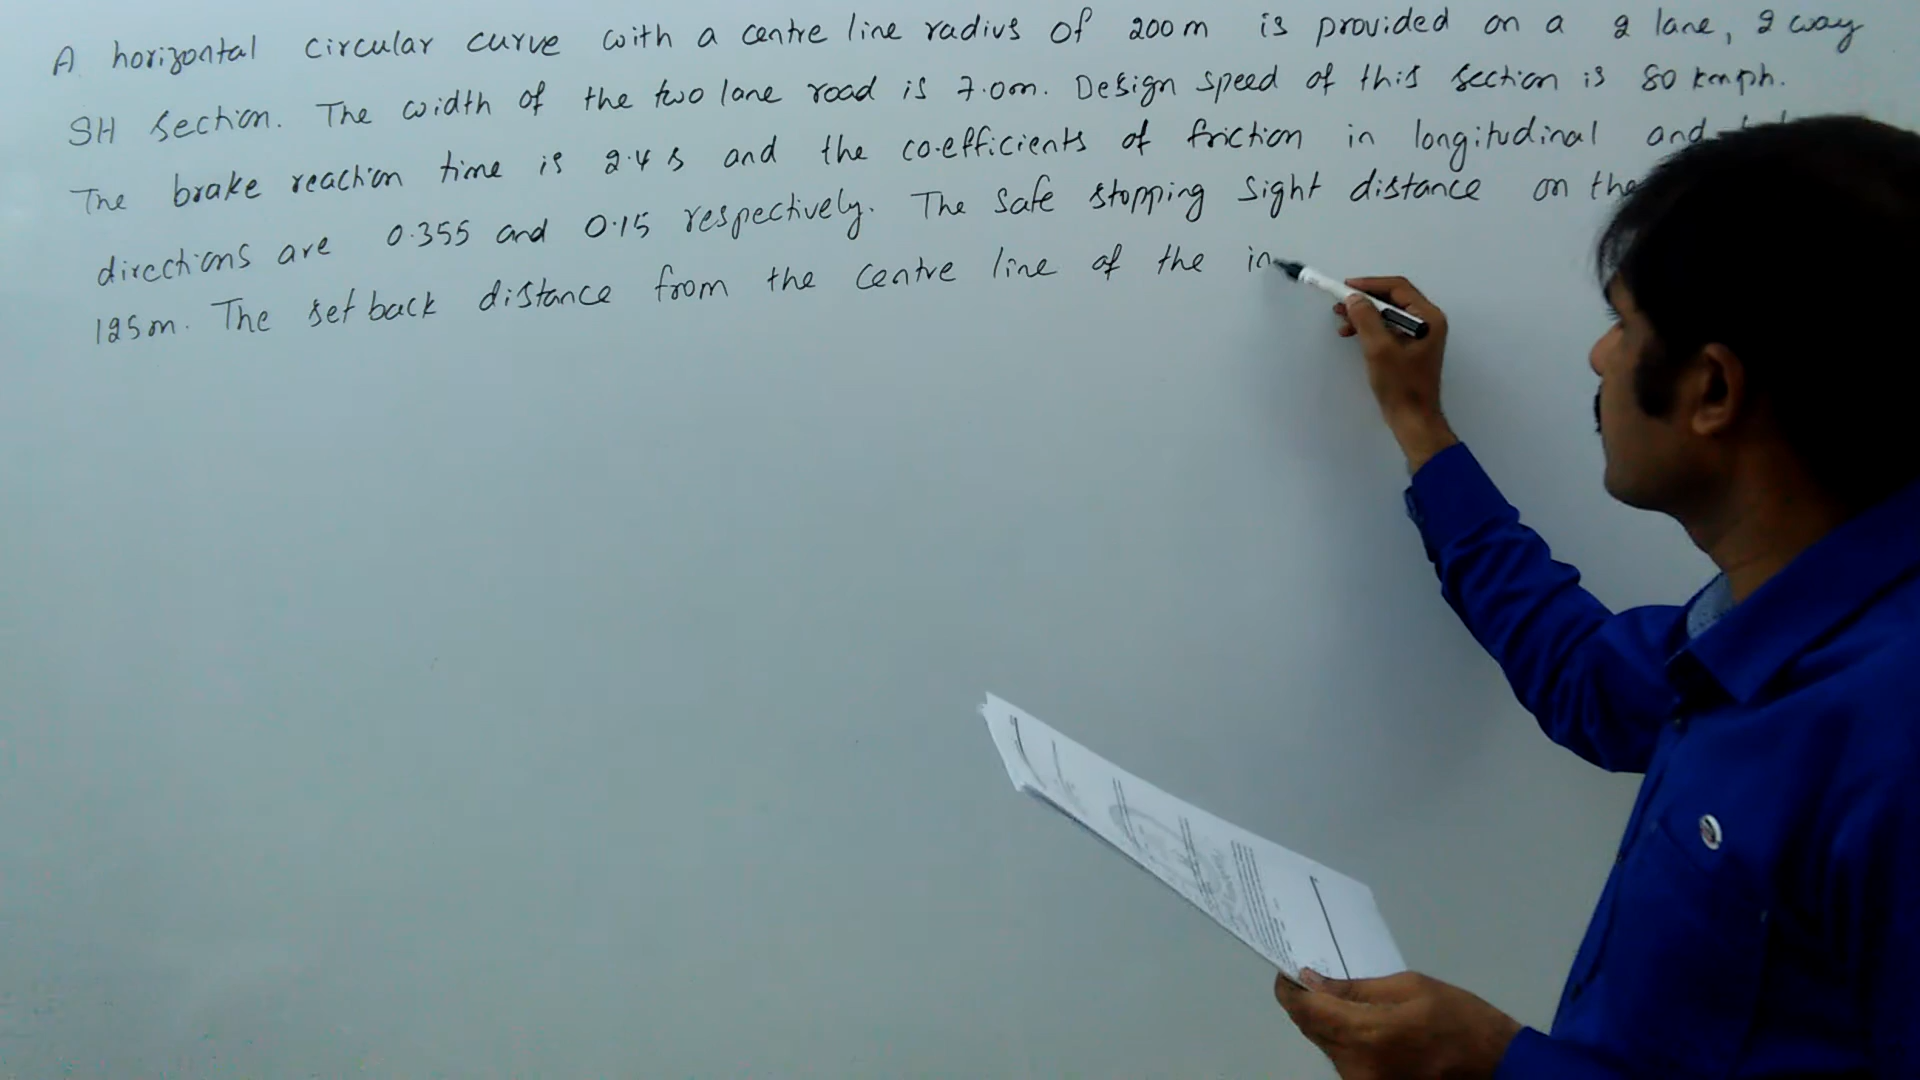 A horizontal circular curve with a centre line radius of 200 m is provided on a 2 lane, 2 way
SH section. The width of the two lane road is 7.0m. Design speed of this section is 80 kmph.
The brake reaction time is 2.4 s and the co-efficients of friction in longitudinal and
directions are 0.355 and 0.15 respectively. The safe stopping sight distance on the
125m. The set back distance from the centre line of the in